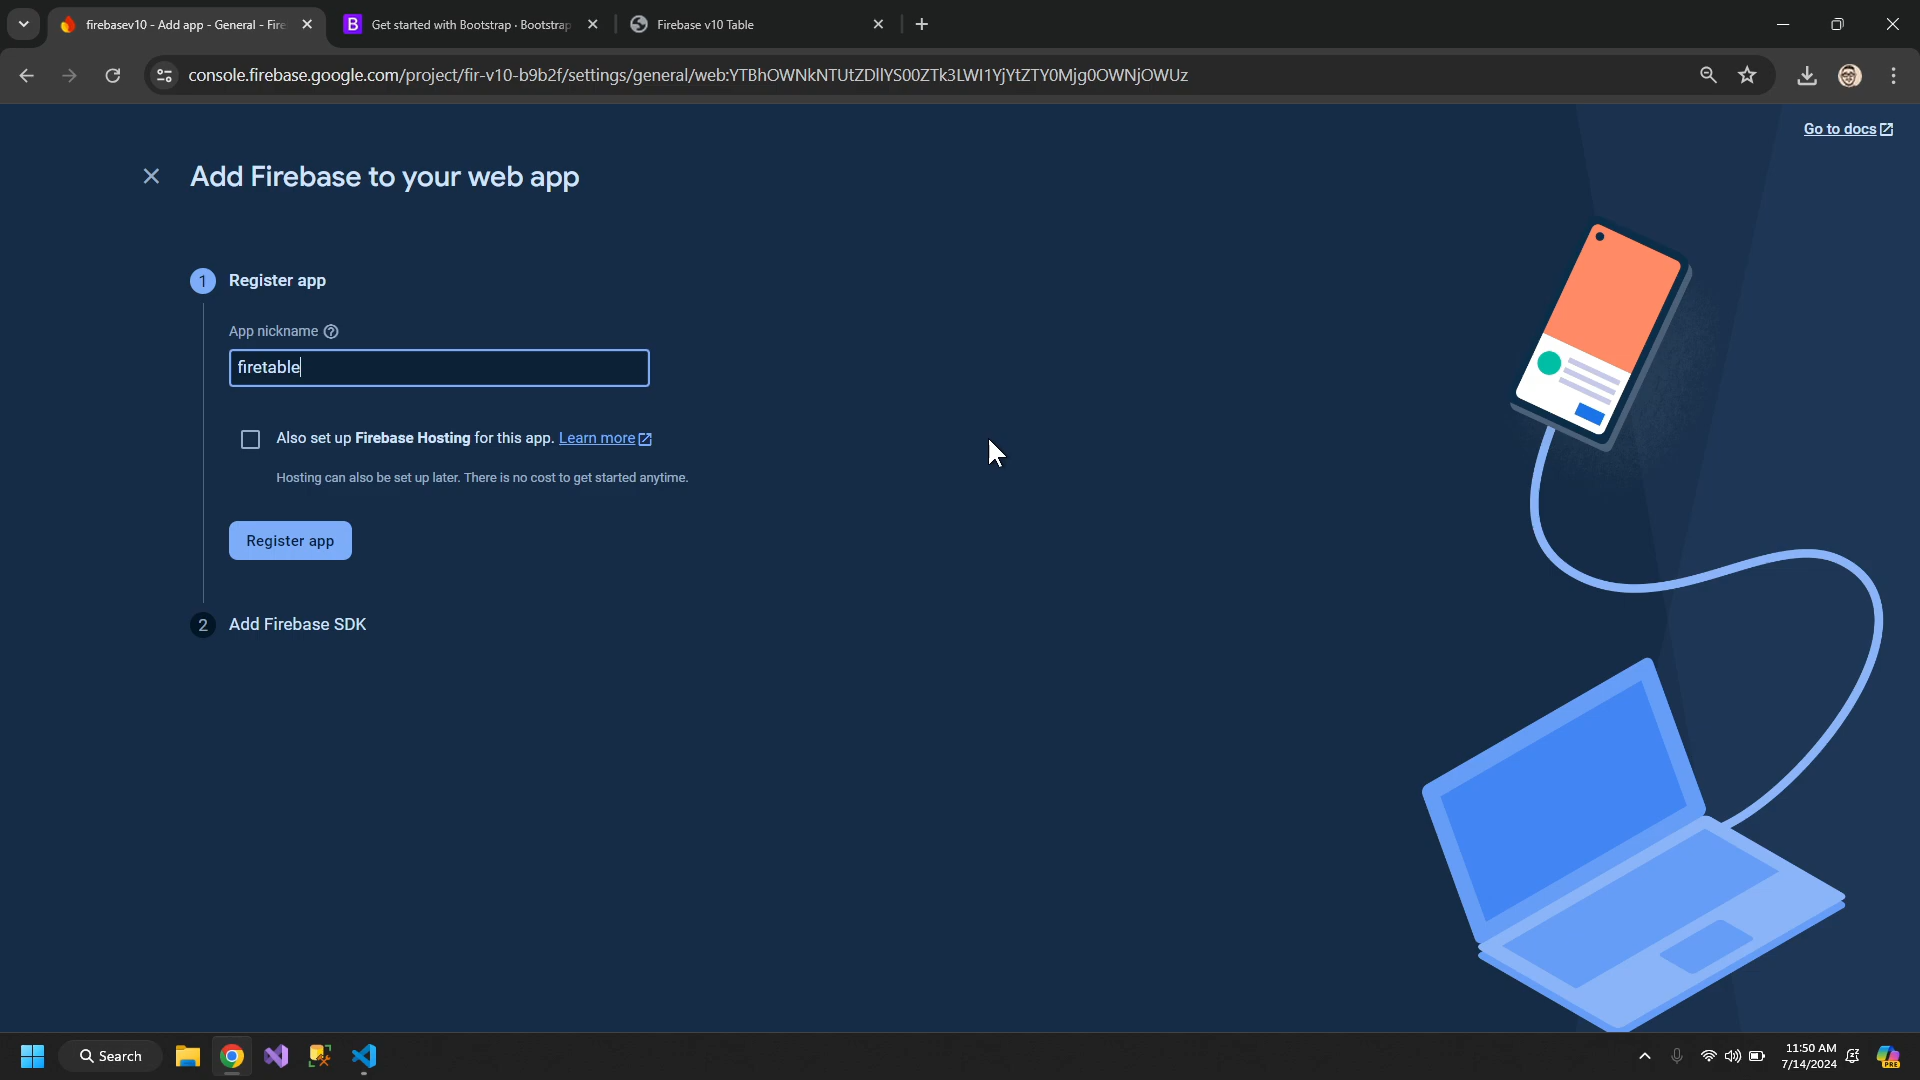 firebasev10 - Add app - General - Fire
Get started with Bootstrap · Bootstrap
Firebase v10 Table
console.firebase.google.com/project/fir-v10-b9b2f/settings/general/web:YTBhOWNkNTUtZDllYS00ZTk3LWI1YjYtZTY0Mjg0OWNjOWUz
Go to docs
Add Firebase to your web app
1 Register app
App nickname
firetable
Also set up Firebase Hosting for this app. Learn more
Hosting can also be set up later. There is no cost to get started anytime.
Register app
2 Add Firebase SDK
Search
11:50 AM
7/14/2024
PRE